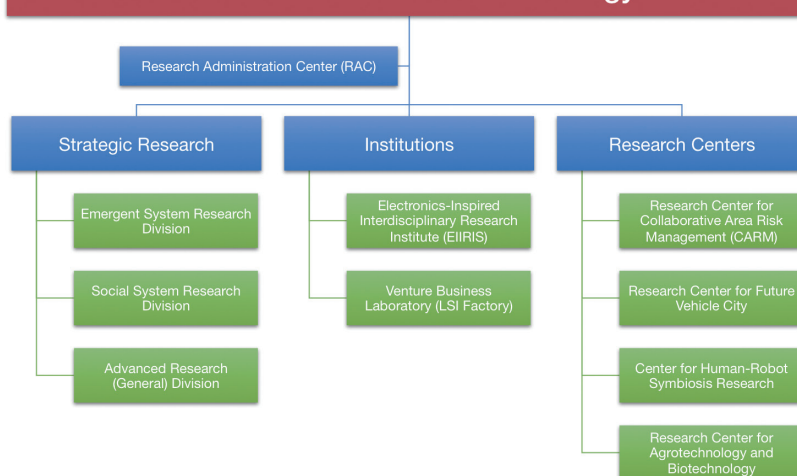 Research Administration Center (RAC)
Strategic Research
Institutions
Research Centers
Emergent System Research
Division
Social System Research
Division
Advanced Research
(General) Division
Electronics-Inspired
Interdisciplinary Research
Institute (EIIRIS)
Venture Business
Laboratory (LSI Factory)
Research Center for
Collaborative Area Risk
Management (CARM)
Research Center for Future
Vehicle City
Center for Human-Robot
Symbiosis Research
Research Center for
Agrotechnology and
Biotechnology